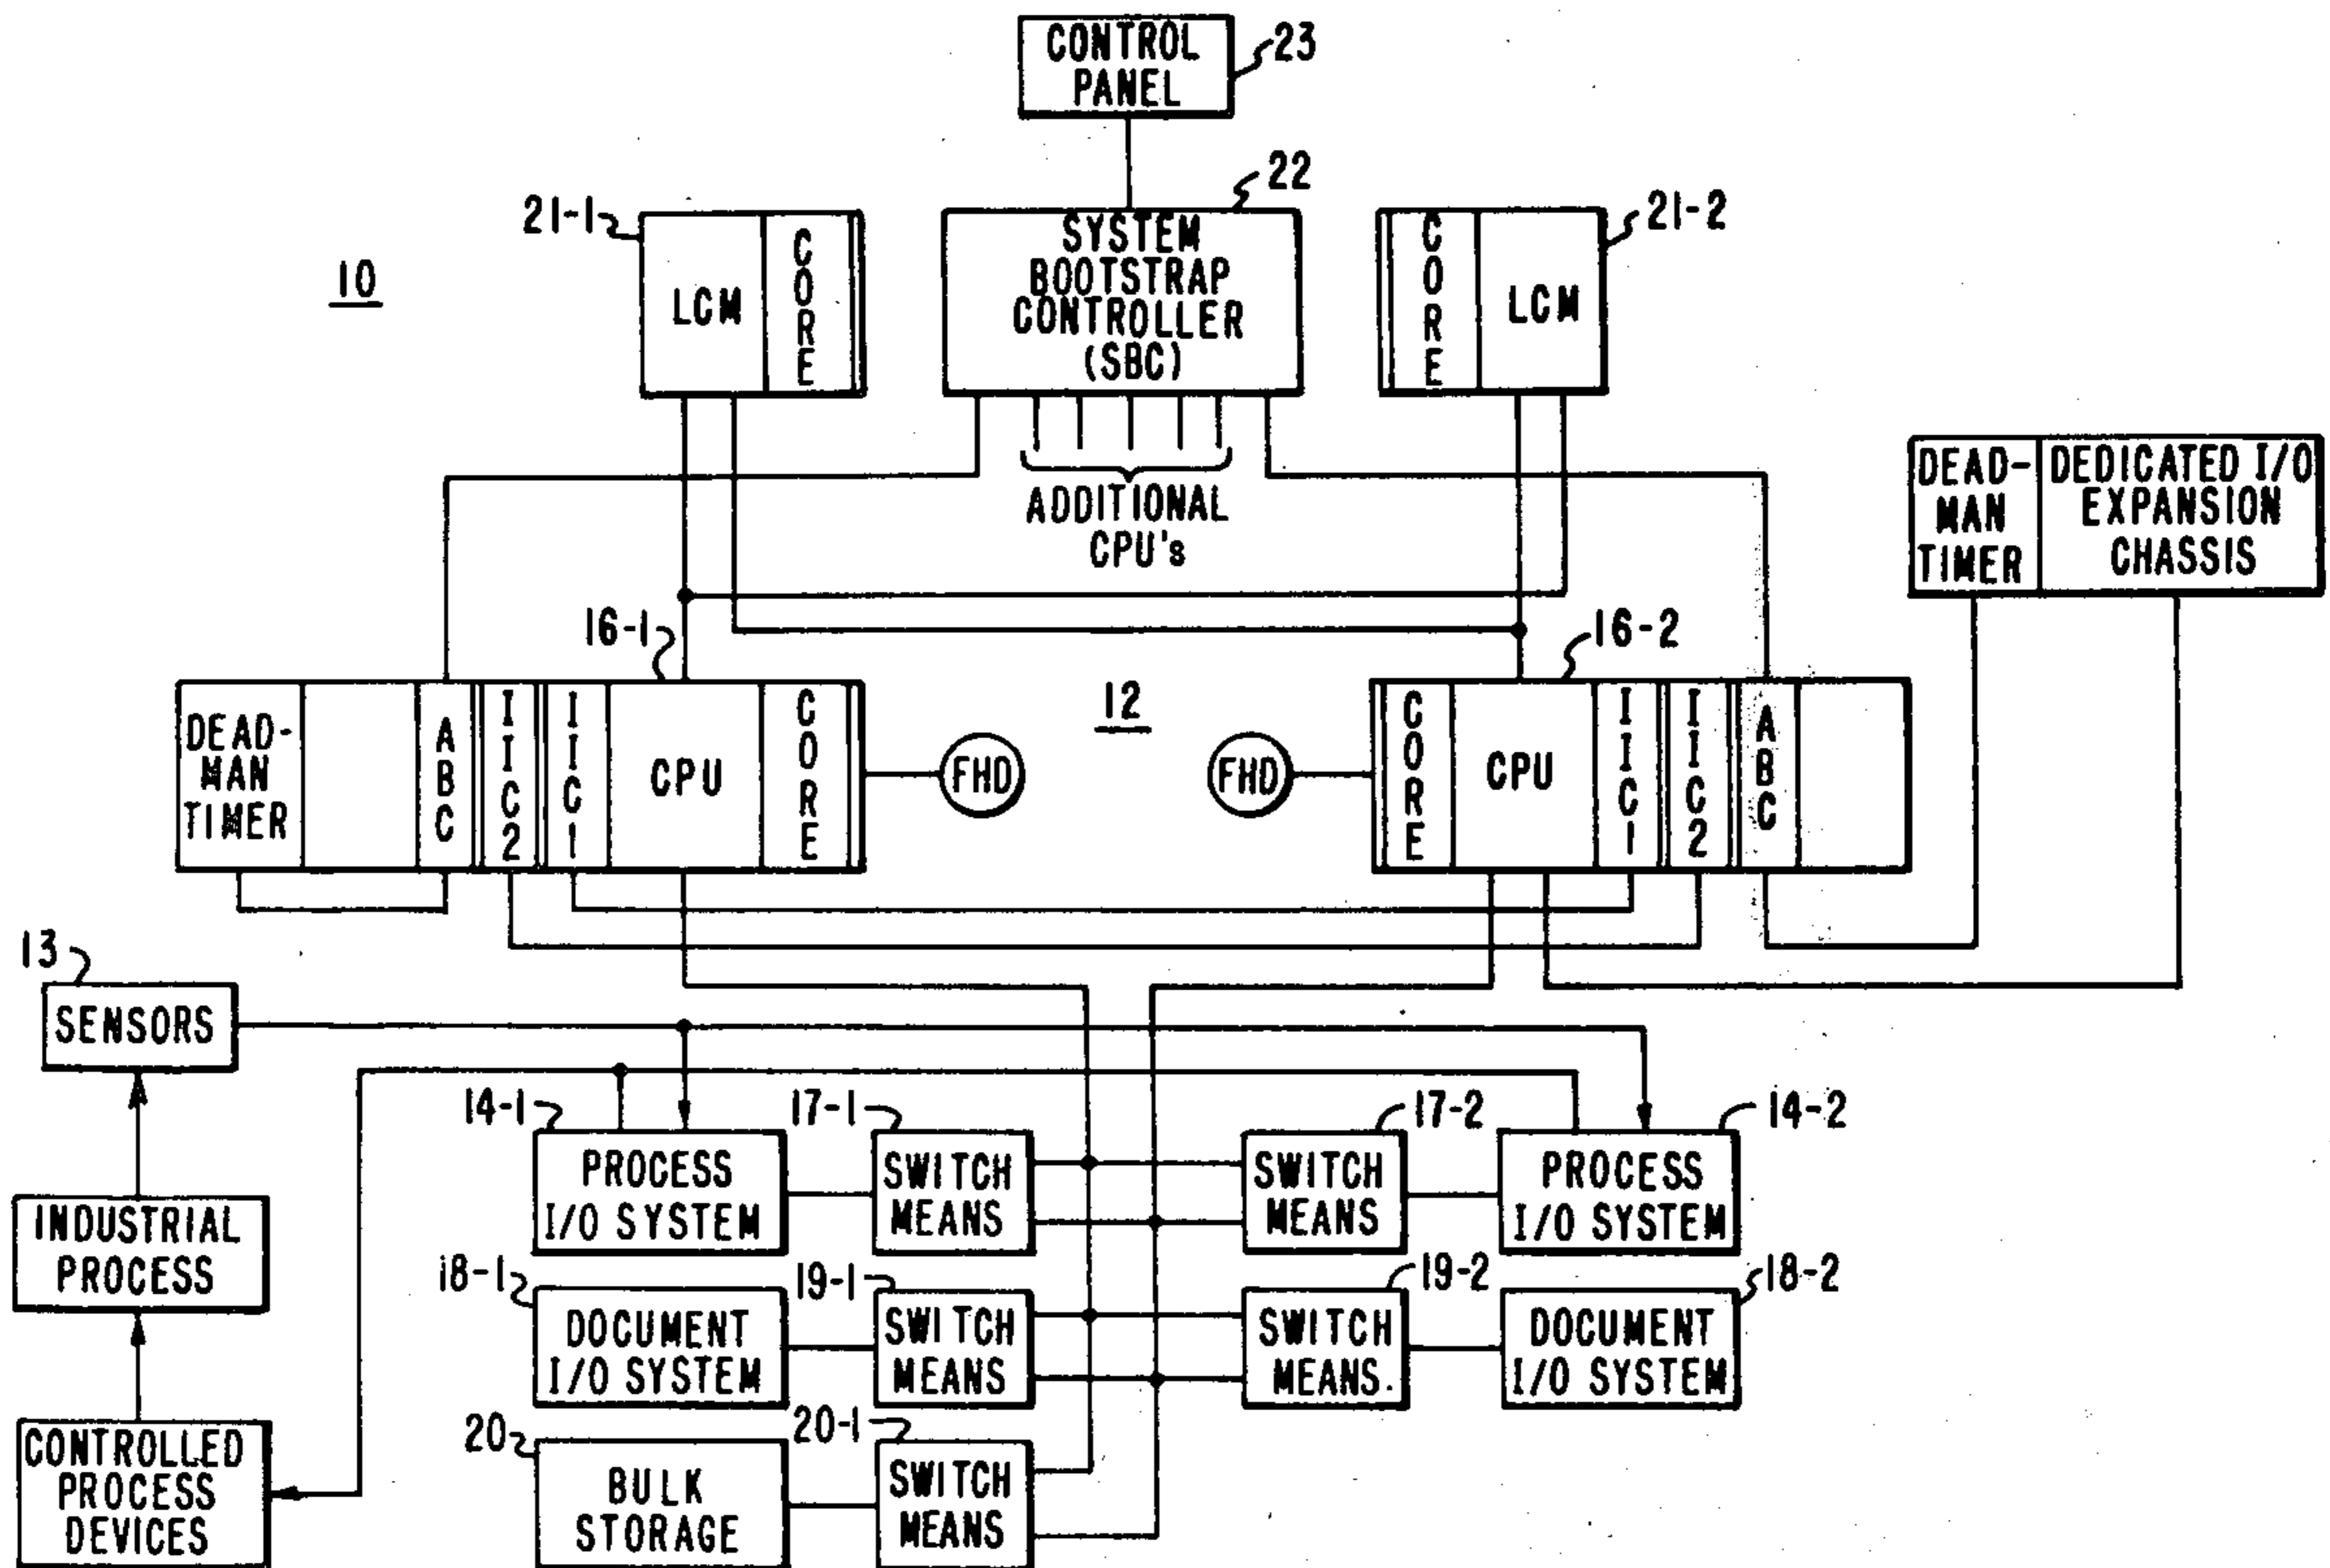 CONTROL
PANEL
23
22
21-1
LCM
CORE
SYSTEM
BOOTSTRAP
CONTROLLER
(SBC)
CORE
LCM
21-2
10
ADDITIONAL
CPU's
DEAD-
MAN
TIMER
DEDICATED I/O
EXPANSION
CHASSIS
16-1
16-2
12
DEAD-
MAN
TIMER
ABC
IIC2
IIC1
CPU
CORE
FHD
FHD
CORE
CPU
IIC1
IIC2
ABC
13
SENSORS
14-1
17-1
17-2
14-2
PROCESS
I/O SYSTEM
SWITCH
MEANS
SWITCH
MEANS
PROCESS
I/O SYSTEM
INDUSTRIAL
PROCESS
18-1
19-1
19-2
18-2
DOCUMENT
I/O SYSTEM
SWITCH
MEANS
SWITCH
MEANS.
DOCUMENT
I/O SYSTEM
CONTROLLED
PROCESS
DEVICES
20
20-1
BULK
STORAGE
SWITCH
MEANS